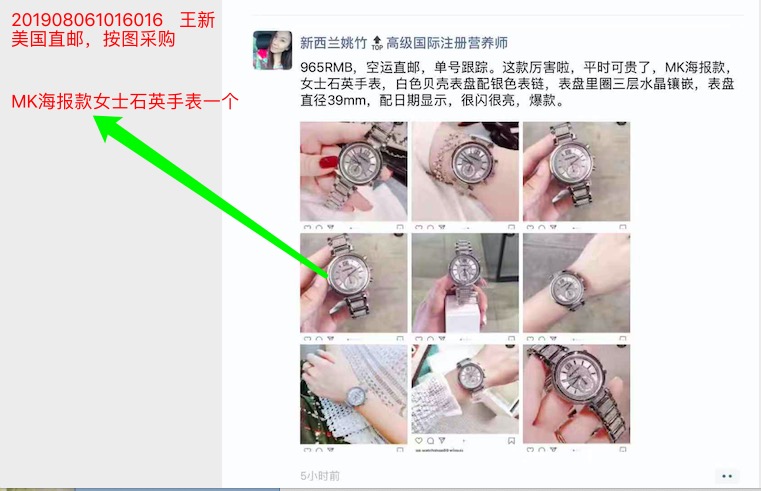 201908061016016 王新
美国直邮，按图采购
MK海报款女士石英手表一个
新西兰姚竹 TOP 高级国际注册营养师
965RMB，空运直邮，单号跟踪。这款厉害啦，平时可贵了，MK海报款，
女士石英手表，白色贝壳表盘配银色表链，表盘里圈三层水晶镶嵌，表盘
直径39mm，配日期显示，很闪很亮，爆款。
5小时前